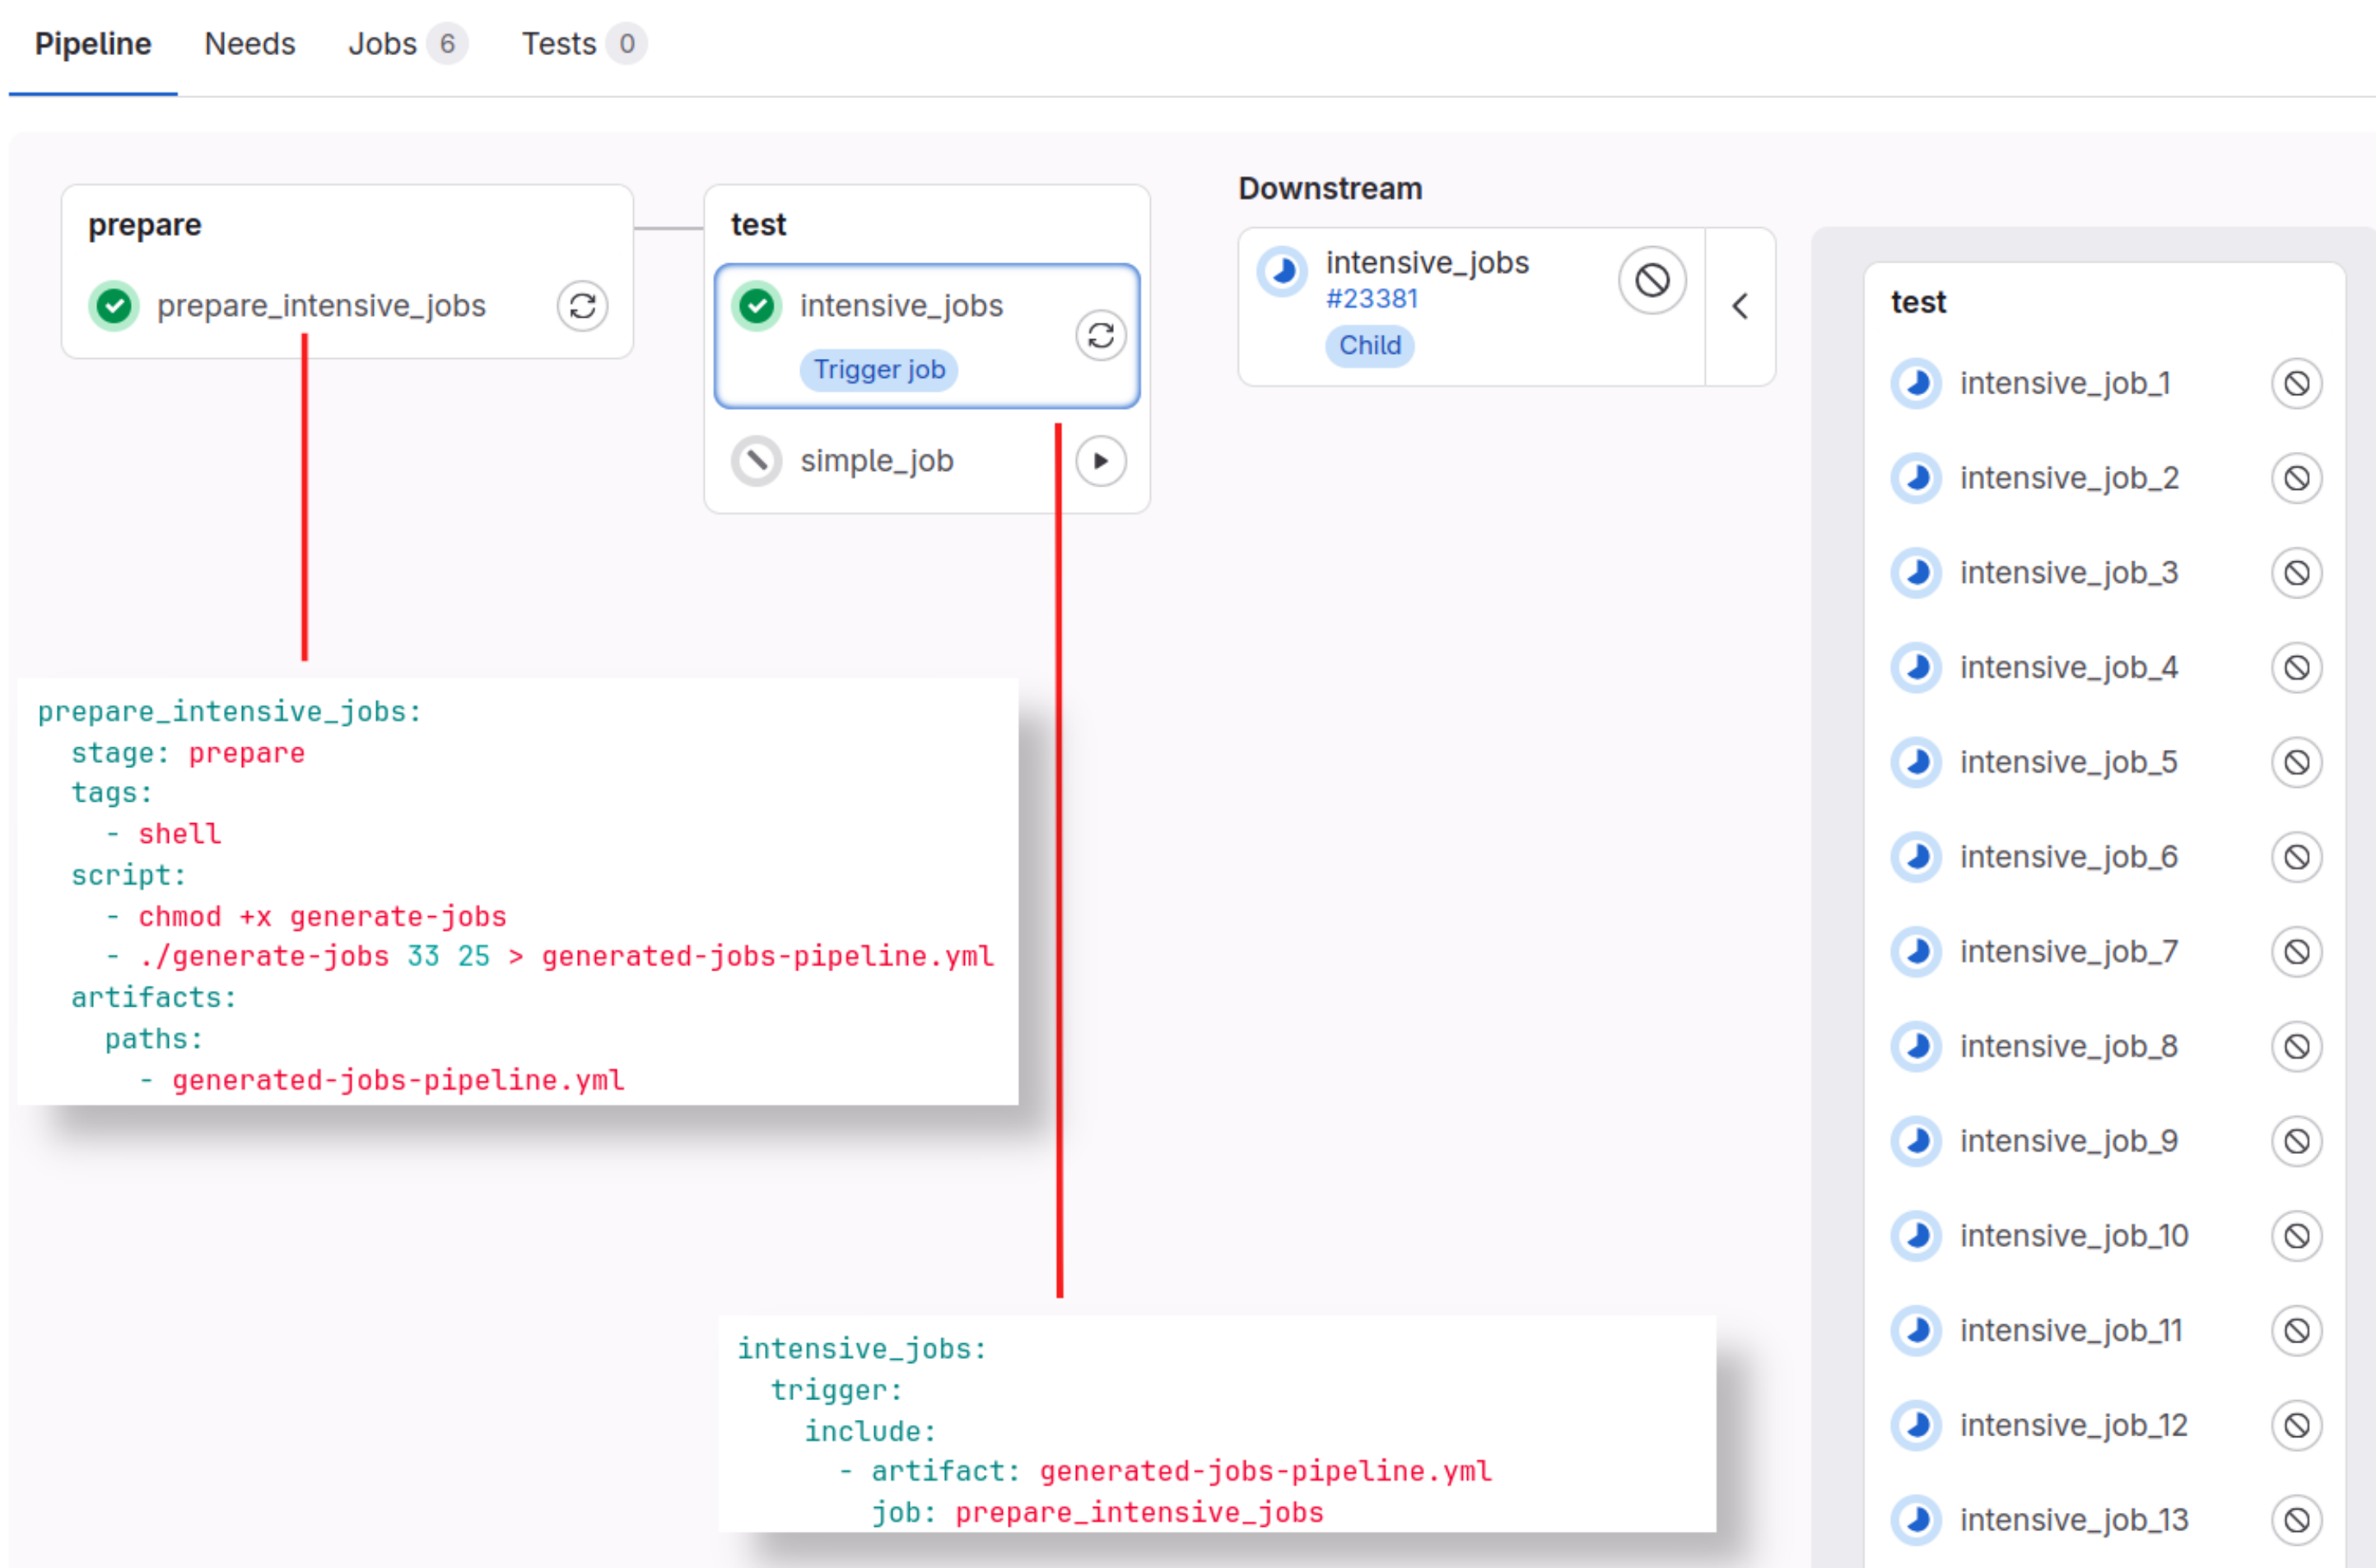 Pipeline Needs Jobs 6 Tests 0
prepare
prepare_intensive_jobs
test
intensive_jobs
Trigger job
simple_job
Downstream
intensive_jobs
#23381
Child
test
intensive_job_1
intensive_job_2
intensive_job_3
intensive_job_4
intensive_job_5
intensive_job_6
intensive_job_7
intensive_job_8
intensive_job_9
intensive_job_10
intensive_job_11
intensive_job_12
intensive_job_13
prepare_intensive_jobs:
  stage: prepare
  tags:
    - shell
  script:
    - chmod +x generate-jobs
    - ./generate-jobs 33 25 > generated-jobs-pipeline.yml
  artifacts:
    paths:
      - generated-jobs-pipeline.yml
intensive_jobs:
  trigger:
    include:
      - artifact: generated-jobs-pipeline.yml
        job: prepare_intensive_jobs